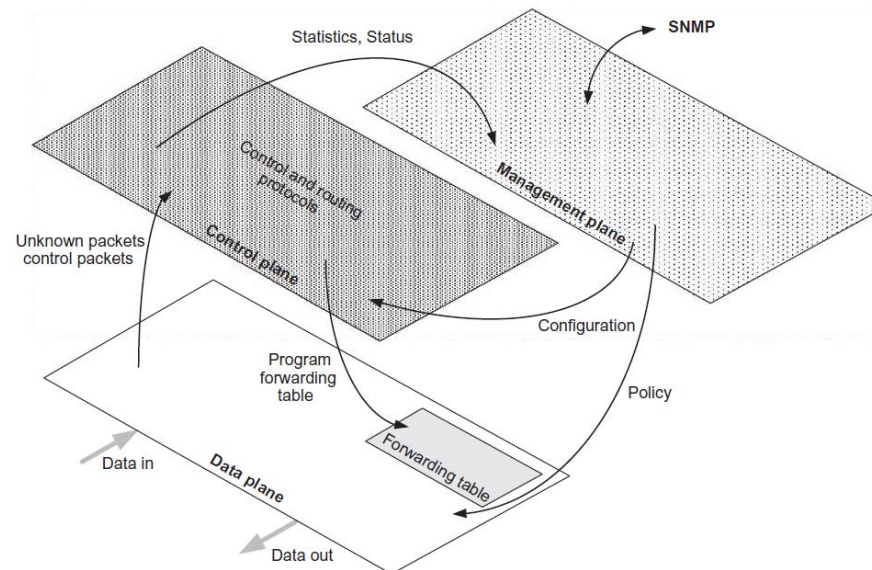 Statistics, Status
SNMP
Control and routing
protocols
Management plane
Unknown packets
control packets
Control plane
Configuration
Program
forwarding
table
Policy
Forwarding table
Data in
Data plane
Data out